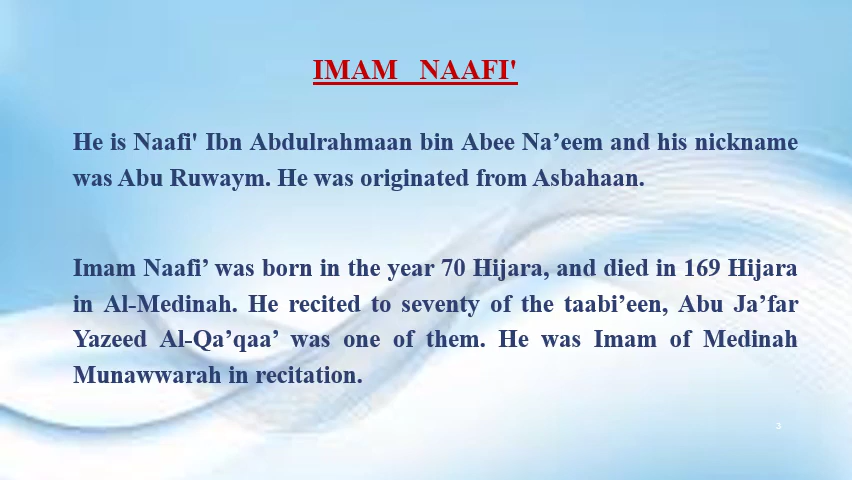 IMAM NAAFI'
He is Naafi' Ibn Abdulrahmaan bin Abee Na’eem and his nickname
was Abu Ruwaym. He was originated from Asbahaan.
Imam Naafi’ was born in the year 70 Hijara, and died in 169 Hijara
in Al-Medinah. He recited to seventy of the taabi’een, Abu Ja’far
Yazeed Al-Qa’qaa’ was one of them. He was Imam of Medinah
Munawwarah in recitation.
3